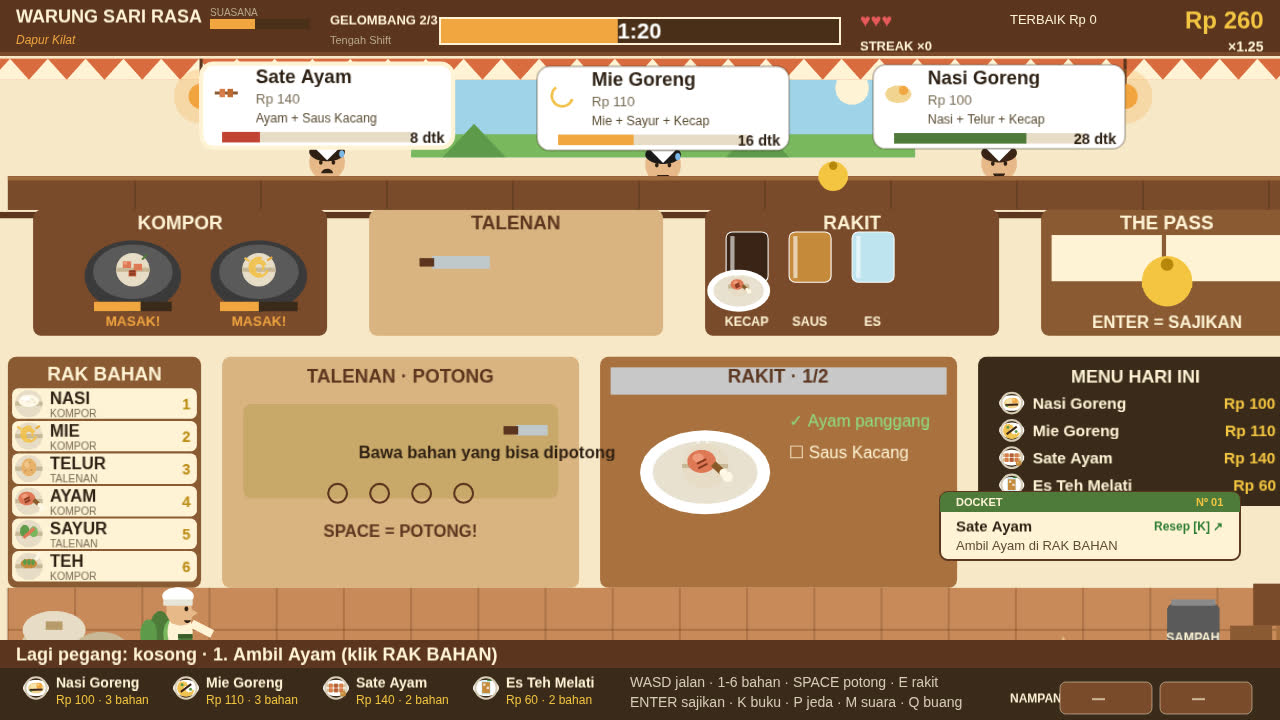 WARUNG SARI RASA
Dapur Kilat
SUASANA
GELOMBANG 2/3
Tengah Shift
1:20
♥♥♥
STREAK ×0
TERBAIK Rp 0
Rp 260
×1.25
Sate Ayam
Rp 140
Ayam + Saus Kacang
8 dtk
Mie Goreng
Rp 110
Mie + Sayur + Kecap
16 dtk
Nasi Goreng
Rp 100
Nasi + Telur + Kecap
28 dtk
KOMPOR
MASAK!
MASAK!
TALENAN
RAKIT
KECAP
SAUS
ES
THE PASS
ENTER = SAJIKAN
RAK BAHAN
NASI
KOMPOR
1
MIE
KOMPOR
2
TELUR
TALENAN
3
AYAM
KOMPOR
4
SAYUR
TALENAN
5
TEH
KOMPOR
6
TALENAN · POTONG
Bawa bahan yang bisa dipotong
SPACE = POTONG!
RAKIT · 1/2
✓ Ayam panggang
☐ Saus Kacang
MENU HARI INI
Nasi Goreng Rp 100
Mie Goreng Rp 110
Sate Ayam Rp 140
Es Teh Melati Rp 60
DOCKET Nº 01
Sate Ayam Resep [K] ↗
Ambil Ayam di RAK BAHAN
SAMPAH
Lagi pegang: kosong · 1. Ambil Ayam (klik RAK BAHAN)
Nasi Goreng
Rp 100 · 3 bahan
Mie Goreng
Rp 110 · 3 bahan
Sate Ayam
Rp 140 · 2 bahan
Es Teh Melati
Rp 60 · 2 bahan
WASD jalan · 1-6 bahan · SPACE potong · E rakit
ENTER sajikan · K buku · P jeda · M suara · Q buang
NAMPAN
—
—